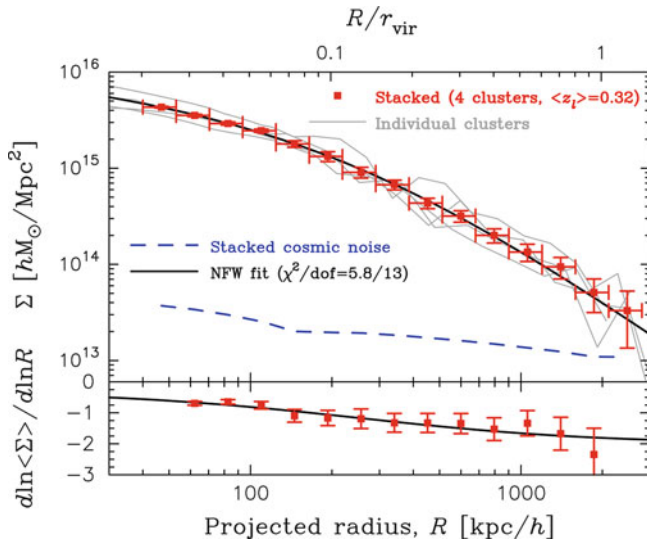 R/r_vir
0.1 1
10^16
10^15
10^14
10^13
Σ [hM_⊙/Mpc^2]
Stacked (4 clusters, <z_l>=0.32)
Individual clusters
Stacked cosmic noise
NFW fit (χ^2/dof=5.8/13)
0
-1
-2
-3
dln<Σ>/dlnR
100 1000
Projected radius, R [kpc/h]